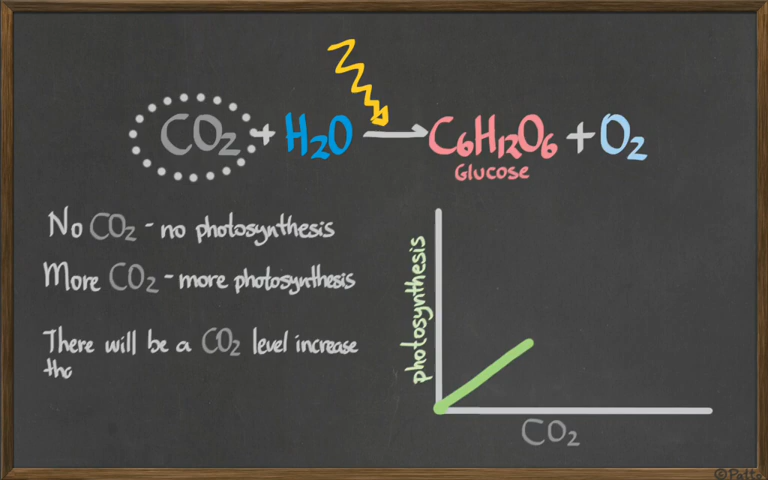 CO2 + H2O → C6H12O6 + O2
Glucose
No CO2 - no photosynthesis
More CO2 - more photosynthesis
There will be a CO2 level increase
photosynthesis
CO2